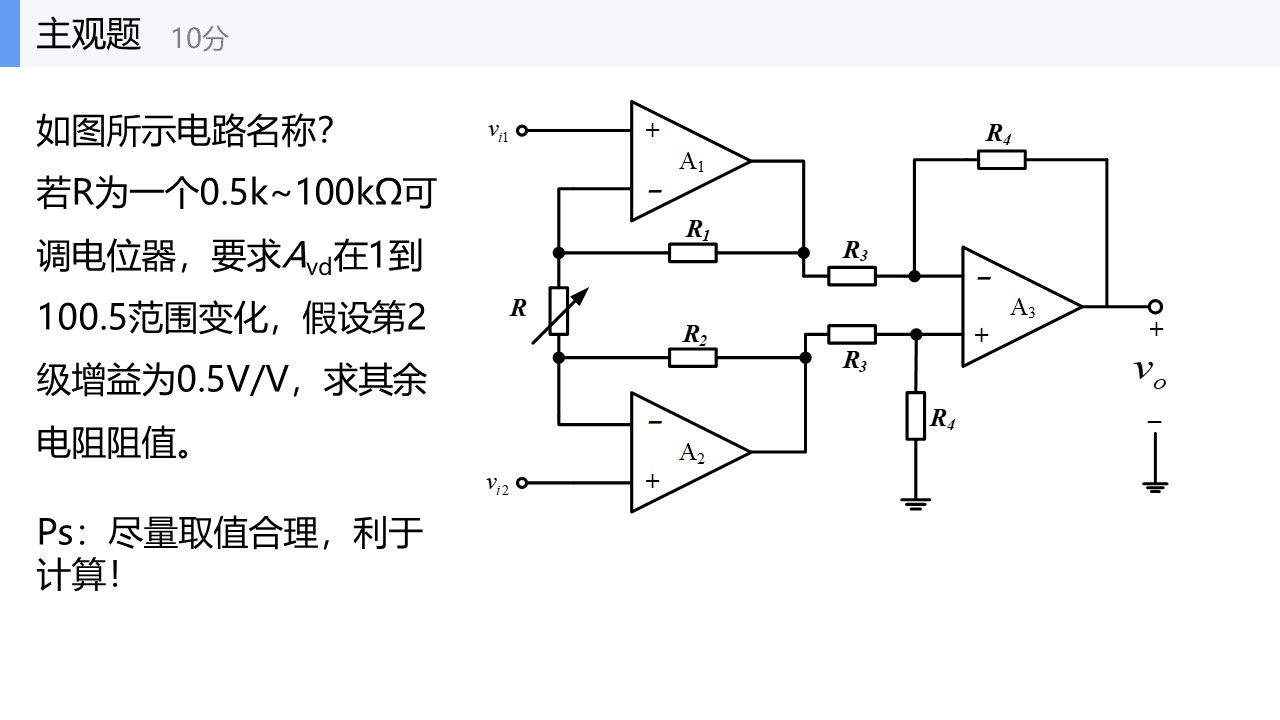 主观题 10分
如图所示电路名称？
若R为一个0.5k~100kΩ可
调电位器，要求Avd在1到
100.5范围变化，假设第2
级增益为0.5V/V，求其余
电阻阻值。
Ps：尽量取值合理，利于
计算！
vi1
+
A1
−
R1
R
R2
−
A2
+
vi2
R3
R3
R4
−
A3
+
R4
+
vo
−